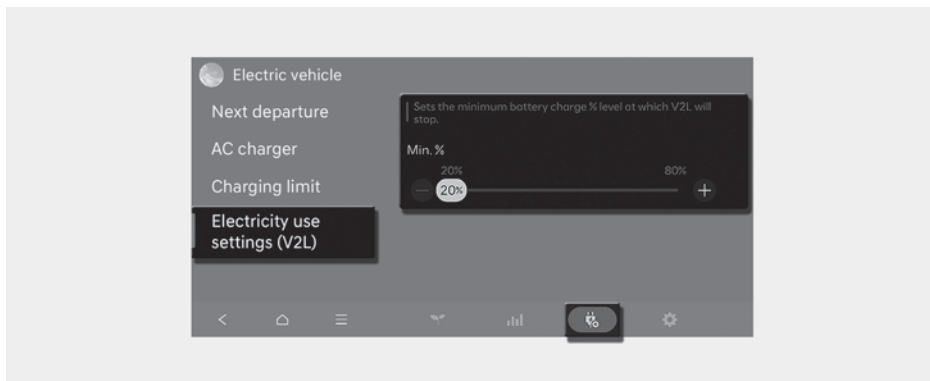 Electric vehicle
Next departure
AC charger
Charging limit
Electricity use
settings (V2L)
Sets the minimum battery charge % level at which V2L will
stop.
Min. %
20%
80%
20%